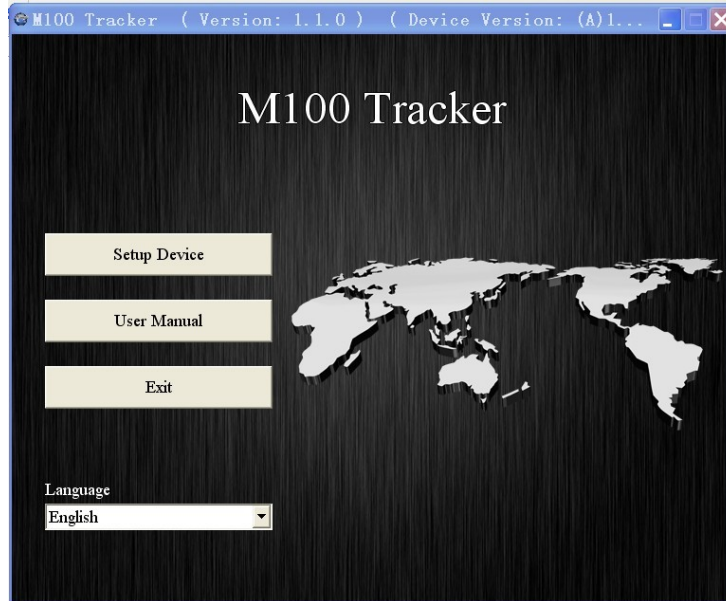 M100 Tracker ( Version: 1.1.0 ) ( Device Version: (A)1...
M100 Tracker
Setup Device
User Manual
Exit
Language
English